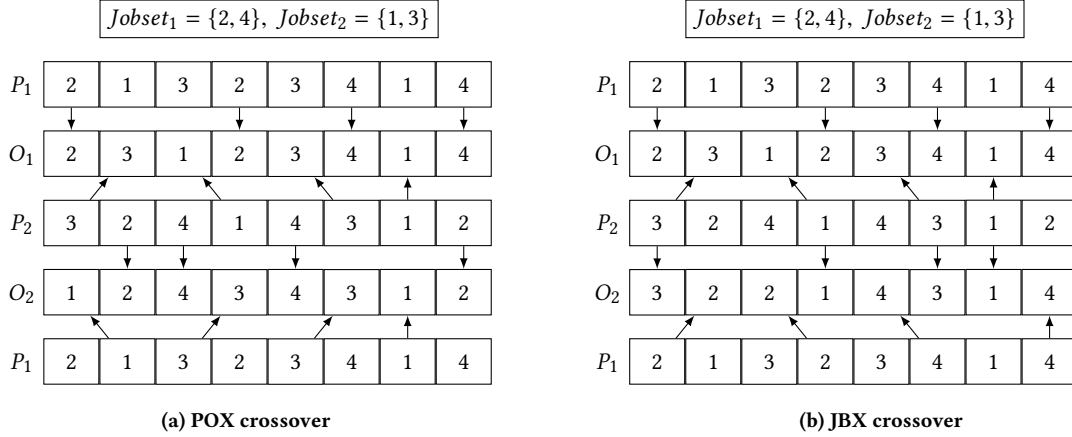 Jobset₁ = {2, 4}, Jobset₂ = {1, 3}
P₁ 2 1 3 2 3 4 1 4
O₁ 2 3 1 2 3 4 1 4
P₂ 3 2 4 1 4 3 1 2
O₂ 1 2 4 3 4 3 1 2
P₁ 2 1 3 2 3 4 1 4
(a) POX crossover
Jobset₁ = {2, 4}, Jobset₂ = {1, 3}
P₁ 2 1 3 2 3 4 1 4
O₁ 2 3 1 2 3 4 1 4
P₂ 3 2 4 1 4 3 1 2
O₂ 3 2 2 1 4 3 1 4
P₁ 2 1 3 2 3 4 1 4
(b) JBX crossover